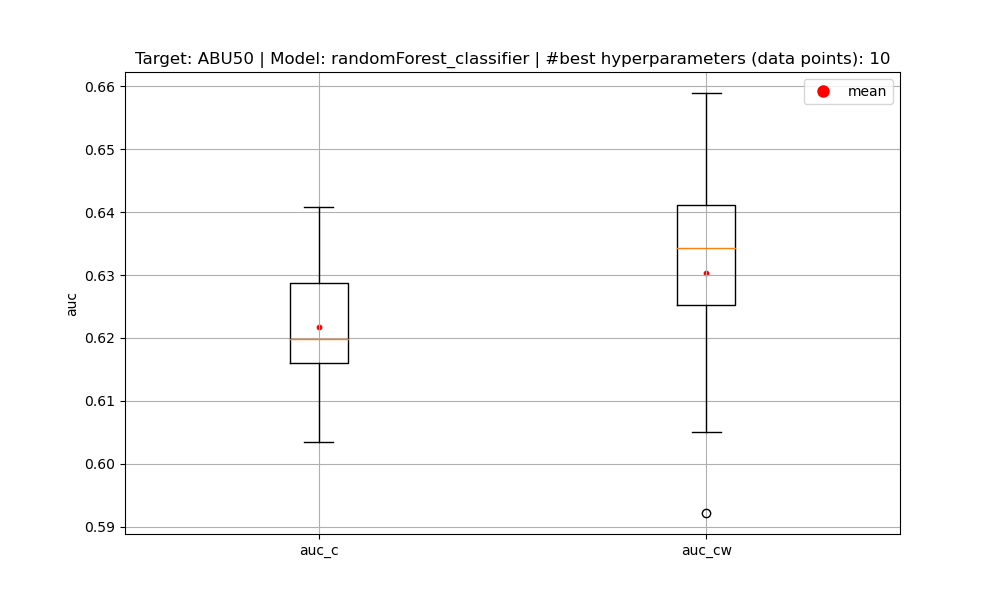 Target: ABU50 | Model: randomForest_classifier | #best hyperparameters (data points): 10
mean
0.66
0.65
0.64
0.63
0.62
0.61
0.60
0.59
auc
auc_c
auc_cw